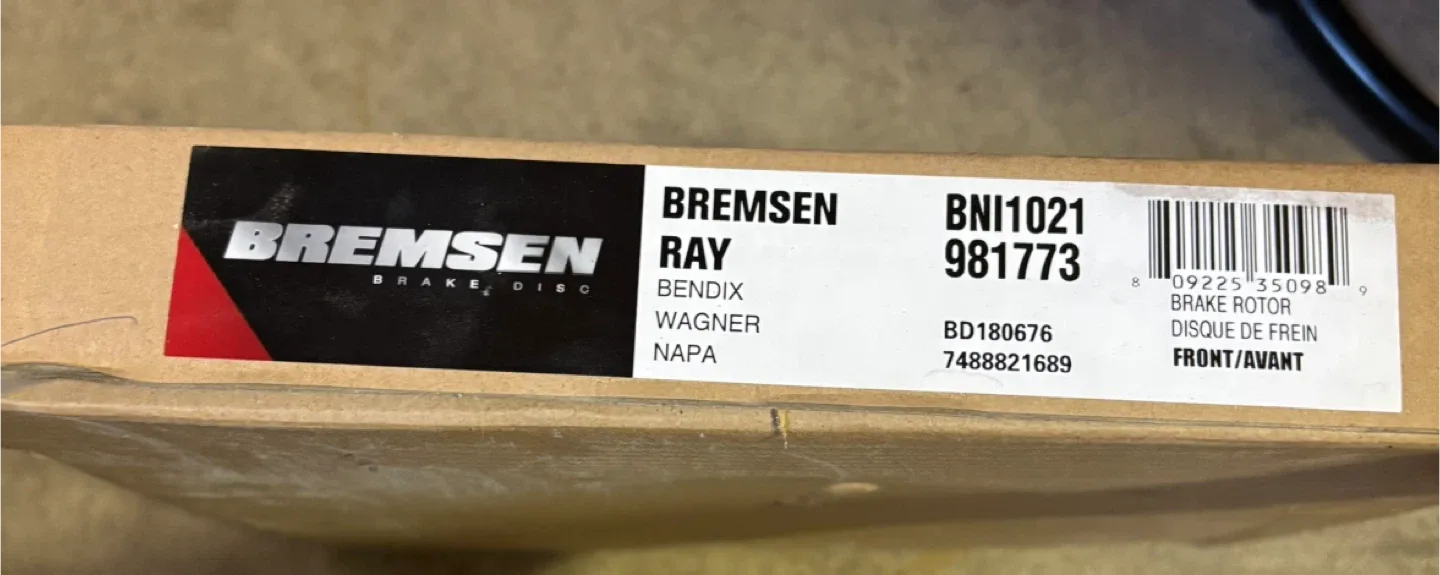 BREMSEN
BRAKE DISC
BREMSEN BNI1021
RAY 981773
BENDIX
WAGNER BD180676
NAPA 7488821689
8 09225 35098 9
BRAKE ROTOR
DISQUE DE FREIN
FRONT/AVANT